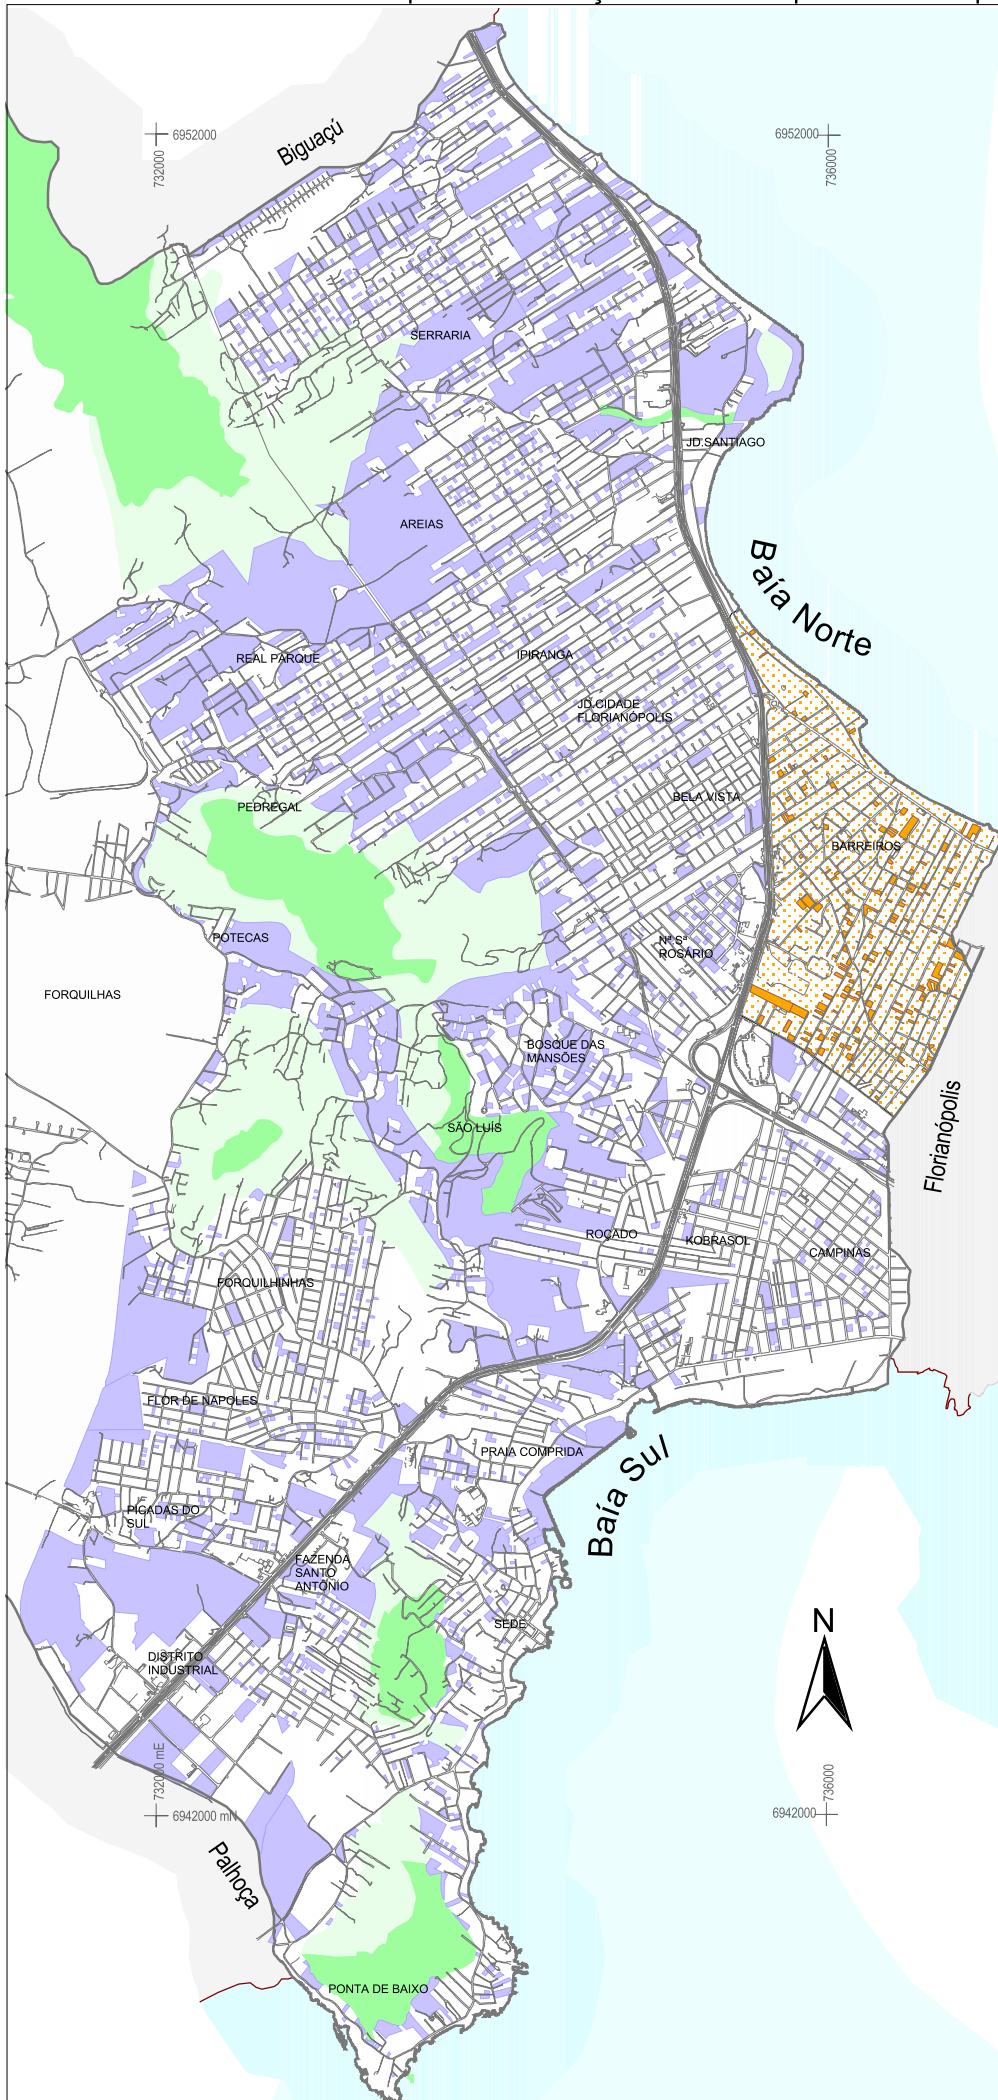 6952000
6952000
732000
736000
Biguaçú
SERRARIA
JD.SANTIAGO
AREIAS
Baía Norte
REAL PARQUE
IPIRANGA
JD.CIDADE
FLORIANÓPOLIS
PEDREGAL
BELA VISTA
BARREIROS
POTECAS
Nª Sª
ROSÁRIO
FORQUILHAS
BOSQUE DAS
MANSÕES
SÃO LUÍS
Florianópolis
ROÇADO
KOBRASOL
CAMPINAS
FORQUILHINHAS
FLOR DE NAPOLES
PRAIA COMPRIDA
Baía Sul
PICADAS DO
SUL
FAZENDA
SANTO
ANTÔNIO
SEDE
N
DISTRITO
INDUSTRIAL
732000 mE
736000
6942000 mN
6942000
Palhoça
PONTA DE BAIXO